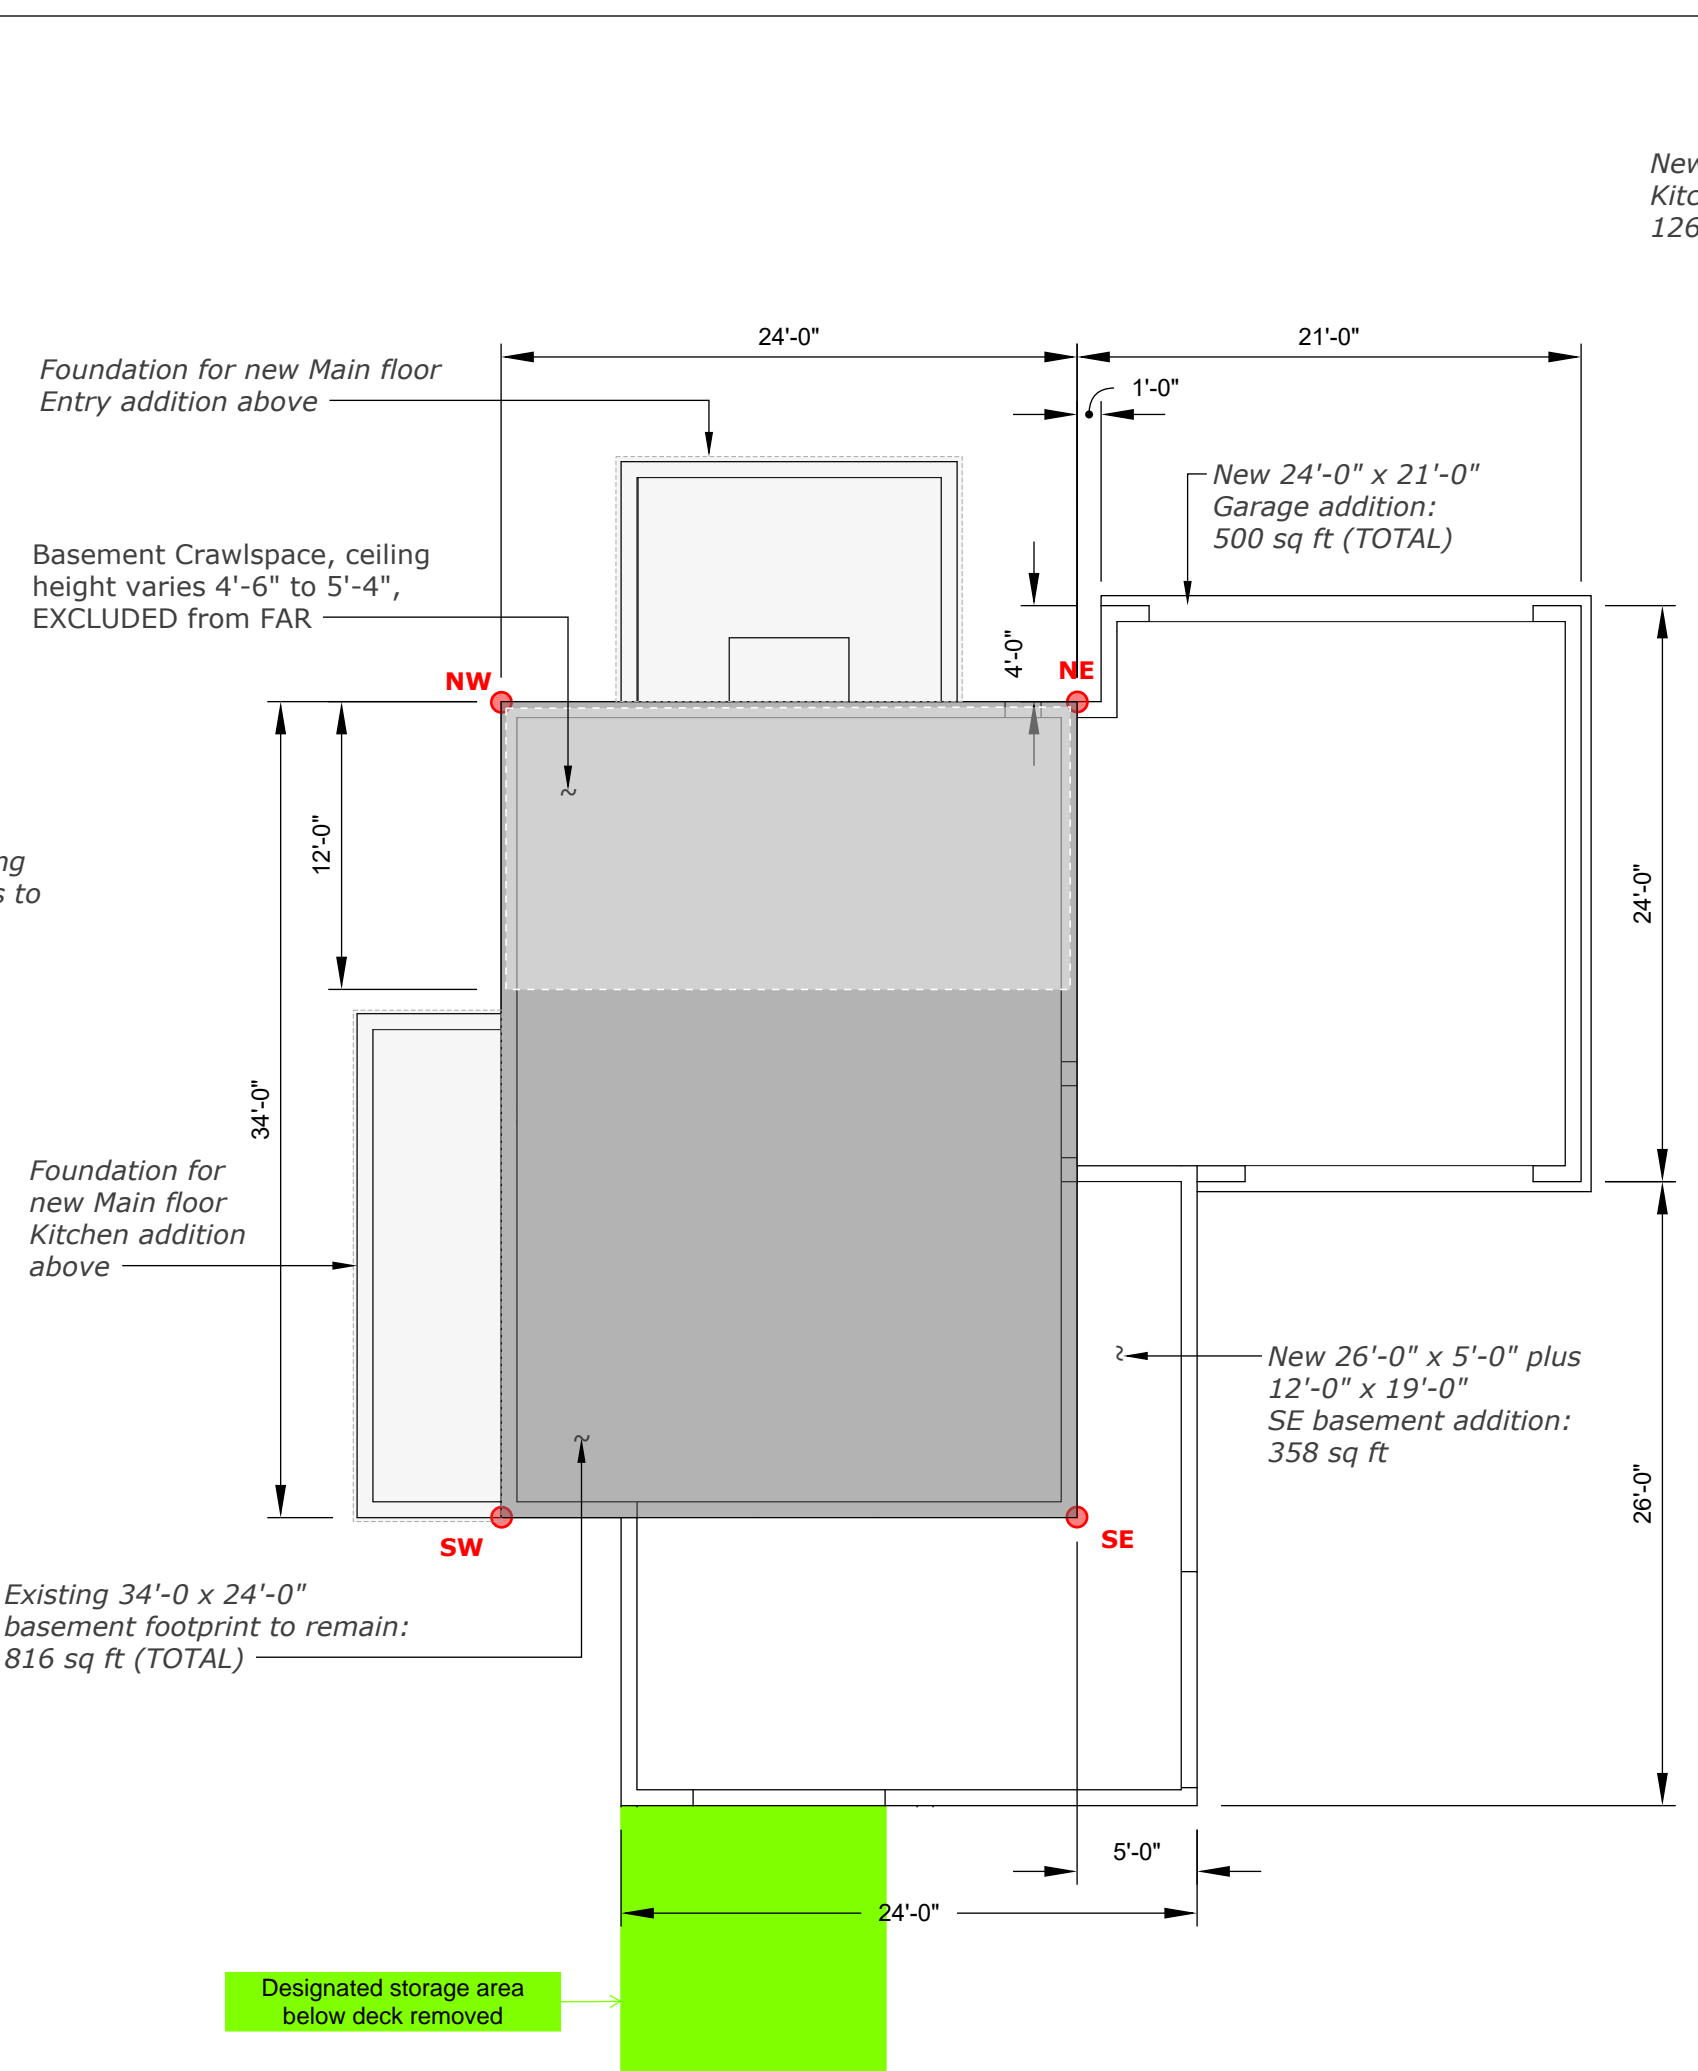 New
Kitc
126
24'-0"
21'-0"
Foundation for new Main floor
Entry addition above
1'-0"
New 24'-0" x 21'-0"
Garage addition:
500 sq ft (TOTAL)
Basement Crawlspace, ceiling
height varies 4'-6" to 5'-4",
EXCLUDED from FAR
4'-0"
NW
NE
12'-0"
ng
s to
24'-0"
34'-0"
Foundation for
new Main floor
Kitchen addition
above
~
~
~
New 26'-0" x 5'-0" plus
12'-0" x 19'-0"
SE basement addition:
358 sq ft
26'-0"
SW
SE
Existing 34'-0 x 24'-0"
basement footprint to remain:
816 sq ft (TOTAL)
5'-0"
24'-0"
Designated storage area
below deck removed